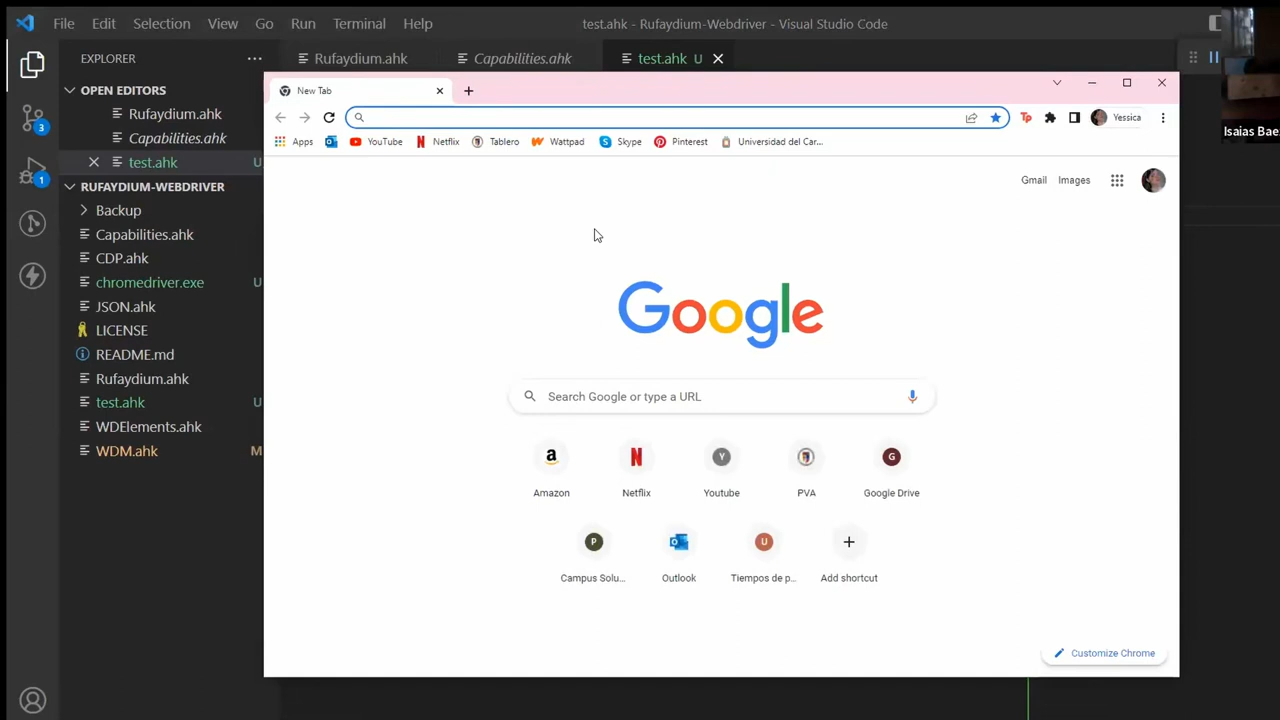 File Edit Selection View Go Run Terminal Help
test.ahk - Rufaydium-Webdriver - Visual Studio Code
EXPLORER
Rufaydium.ahk
Capabilities.ahk
test.ahk U
OPEN EDITORS
Rufaydium.ahk
Capabilities.ahk
test.ahk U
RUFAYDIUM-WEBDRIVER
Backup
Capabilities.ahk
CDP.ahk
chromedriver.exe U
JSON.ahk
LICENSE
README.md
Rufaydium.ahk
test.ahk U
WDElements.ahk
WDM.ahk M
3
1
New Tab
Yessica
Apps
YouTube
Netflix
Tablero
Wattpad
Skype
Pinterest
Universidad del Car...
Gmail Images
Google
Search Google or type a URL
Amazon
Netflix
Y
Youtube
PVA
G
Google Drive
P
Campus Solu...
Outlook
U
Tiempos de p...
Add shortcut
Customize Chrome
Isaias Bae